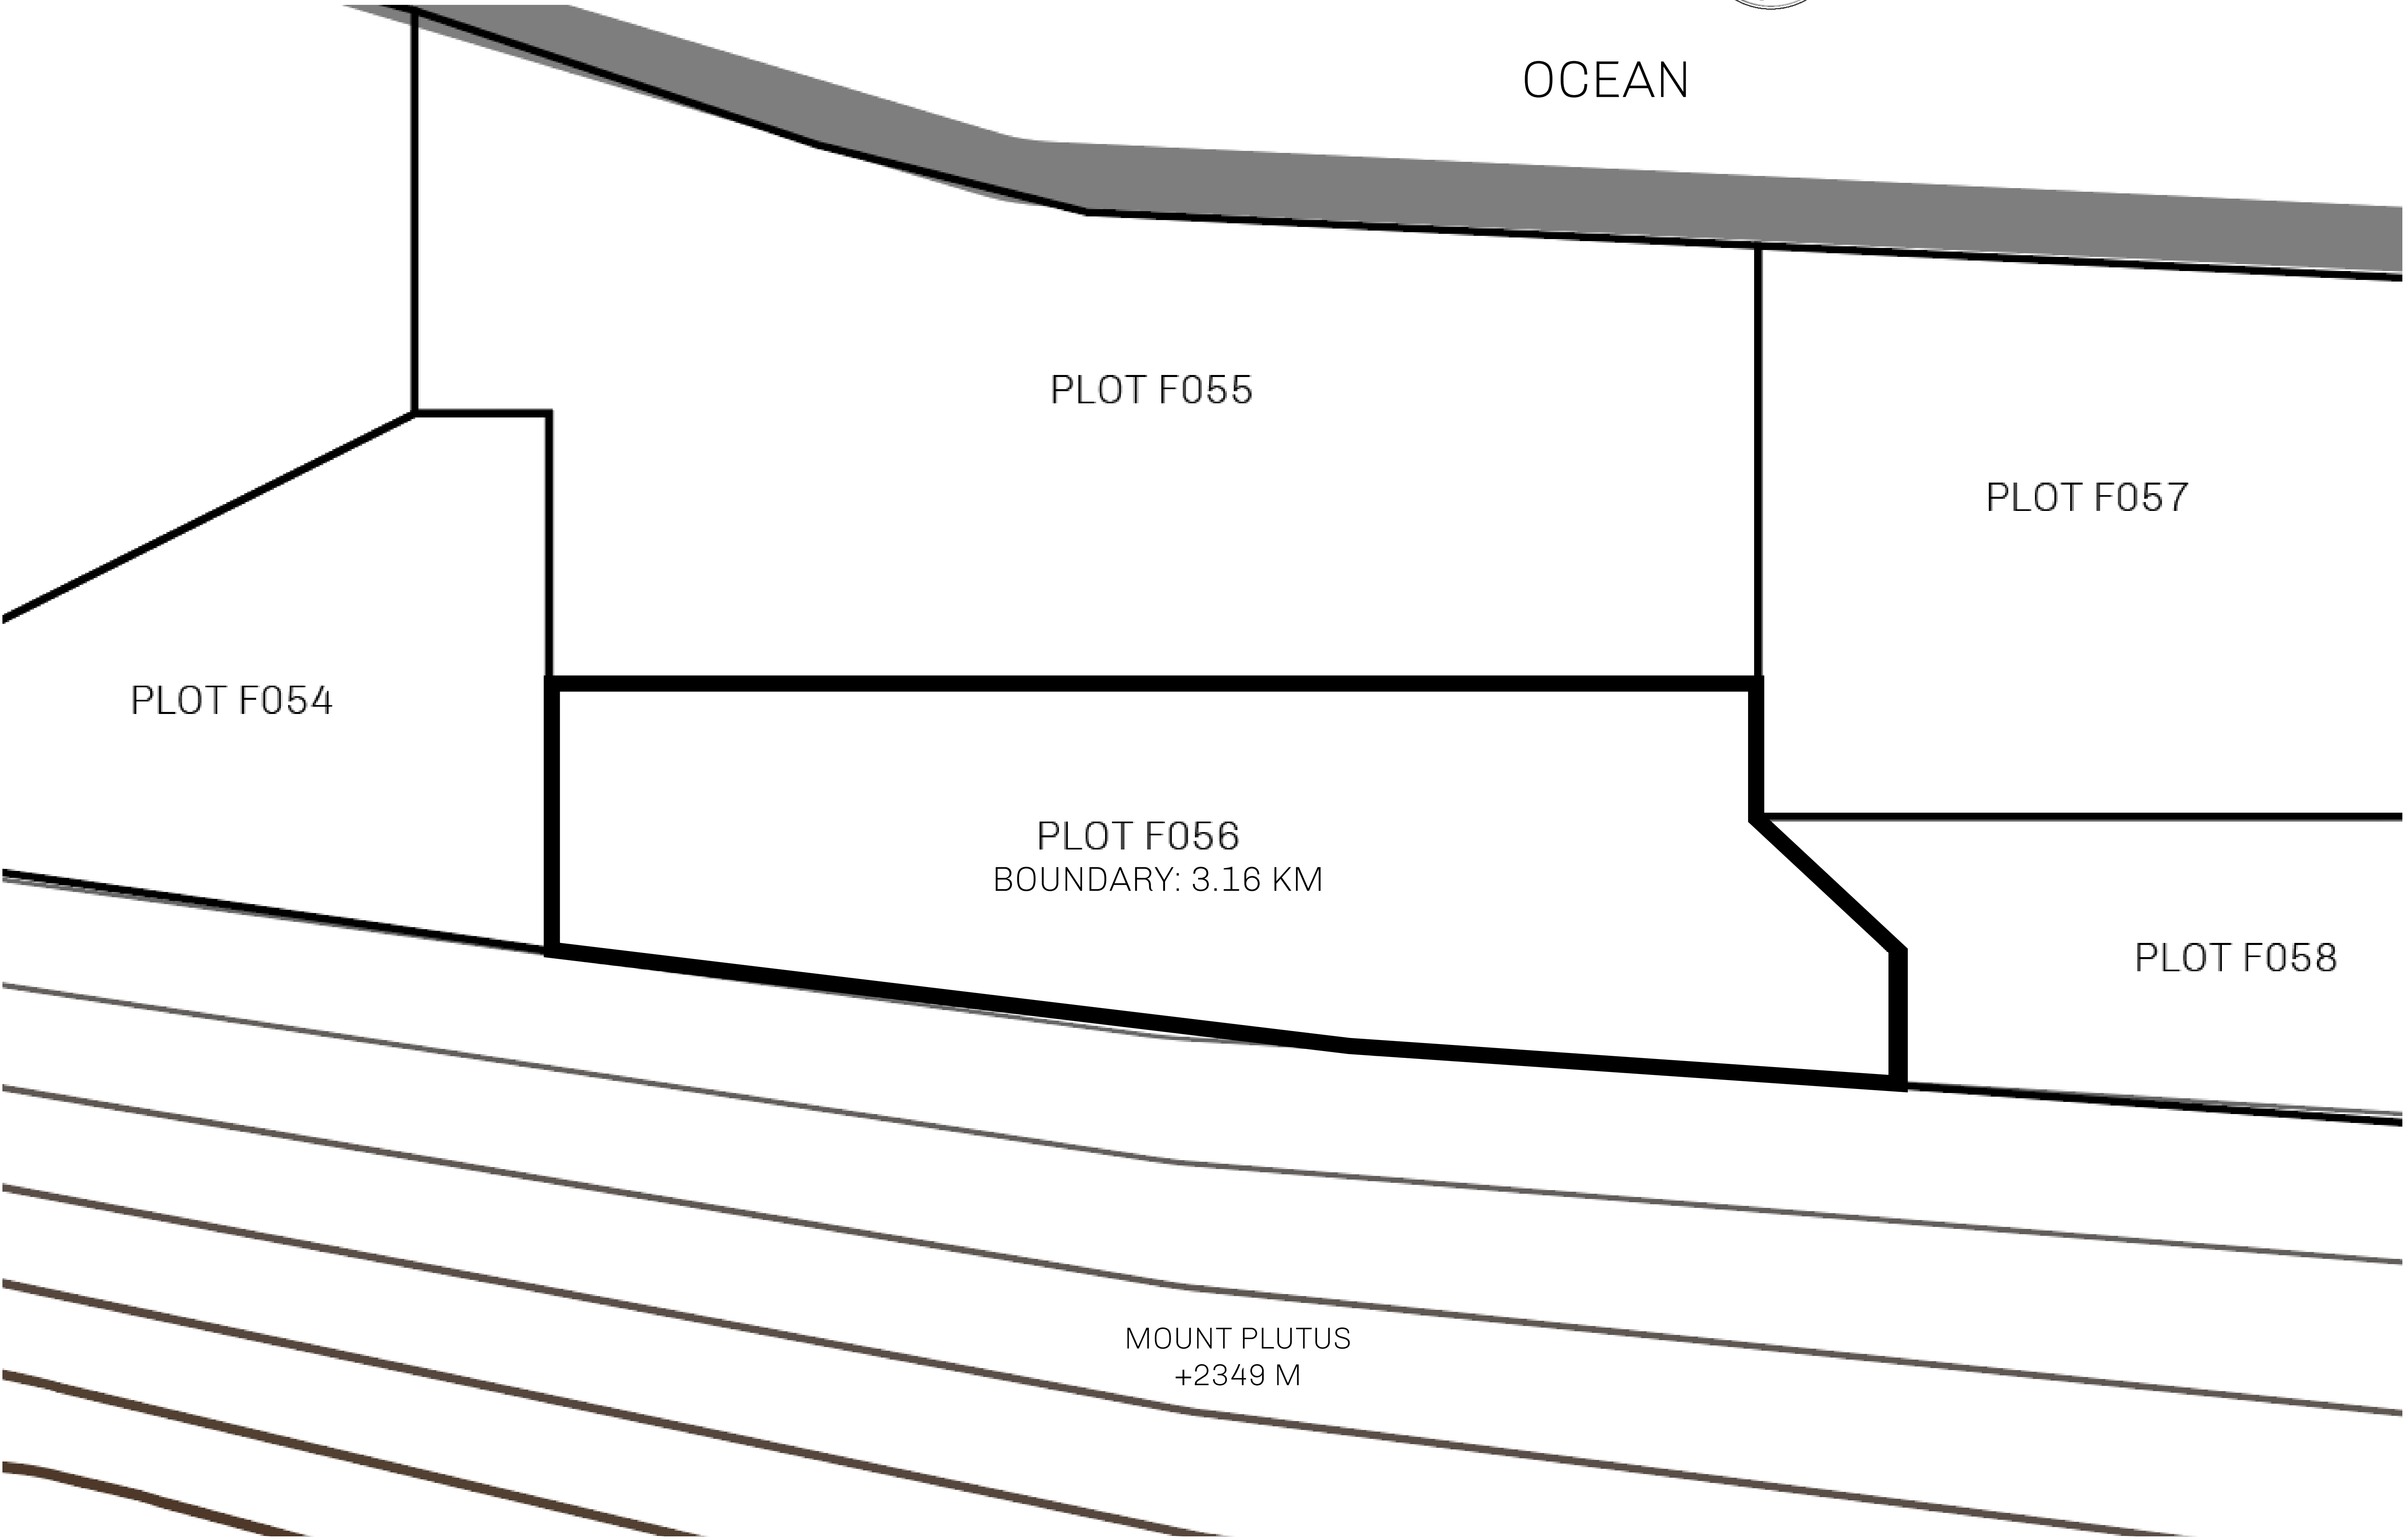 OCEAN
PLOT F055
PLOT F057
PLOT F054
PLOT F056
BOUNDARY: 3.16 KM
PLOT F058
MOUNT PLUTUS
+2349 M